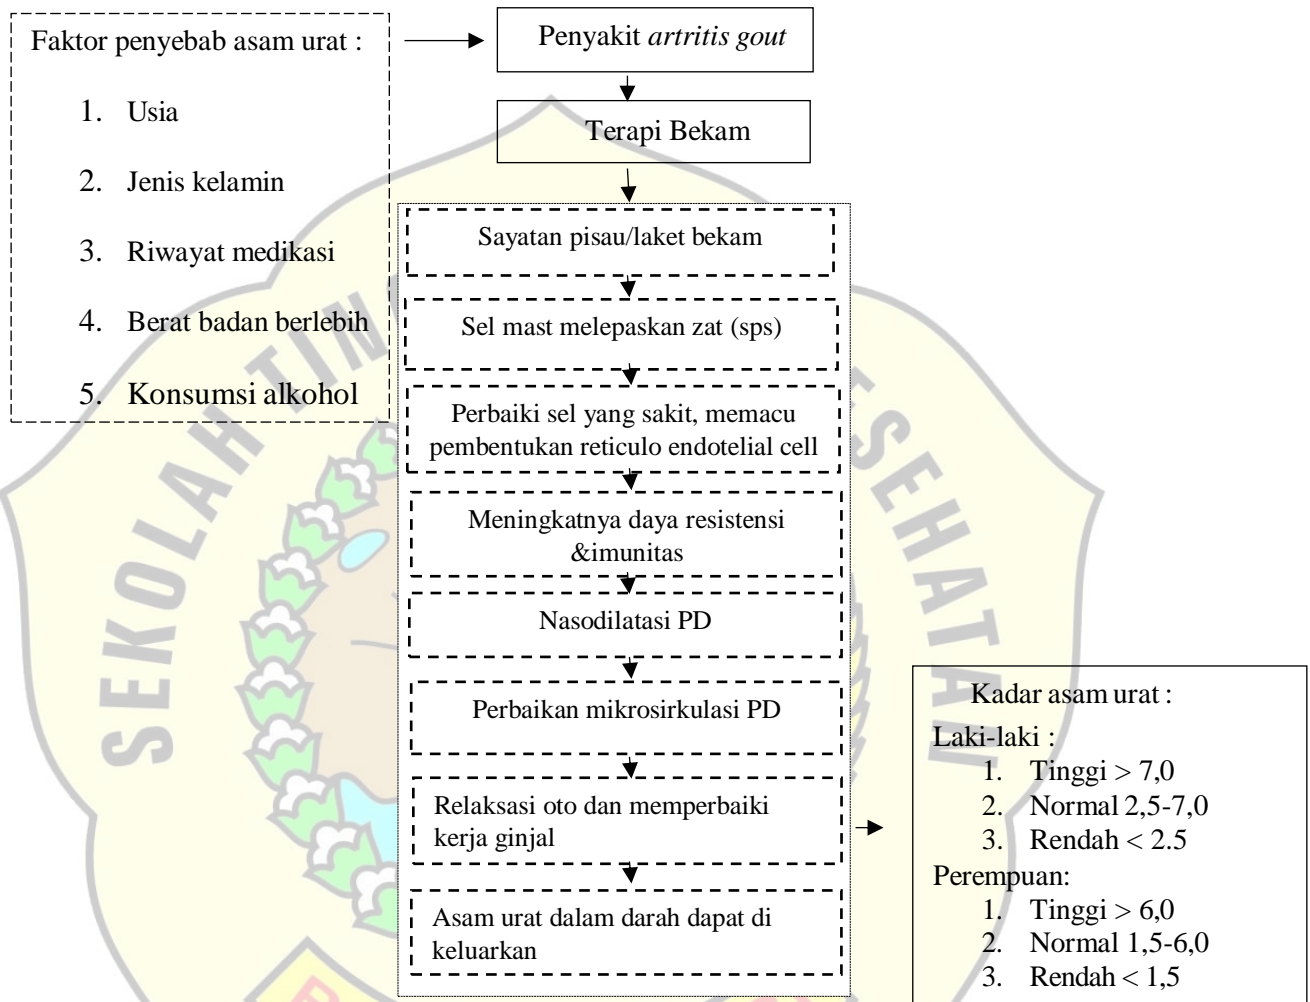 Faktor penyebab asam urat :
1. Usia
2. Jenis kelamin
3. Riwayat medikasi
4. Berat badan berlebih
5. Konsumsi alkohol
Penyakit artritis gout
Terapi Bekam
Sayatan pisau/laket bekam
Sel mast melepaskan zat (sps)
Perbaiki sel yang sakit, memacu
pembentukan reticulo endotelial cell
Meningkatnya daya resistensi
&imunitas
Nasodilatasi PD
Perbaikan mikrosirkulasi PD
Relaksasi oto dan memperbaiki
kerja ginjal
Asam urat dalam darah dapat di
keluarkan
Kadar asam urat :
Laki-laki :
1. Tinggi > 7,0
2. Normal 2,5-7,0
3. Rendah < 2.5
Perempuan:
1. Tinggi > 6,0
2. Normal 1,5-6,0
3. Rendah < 1,5
SEKOLAH TIN
ESEHATAN